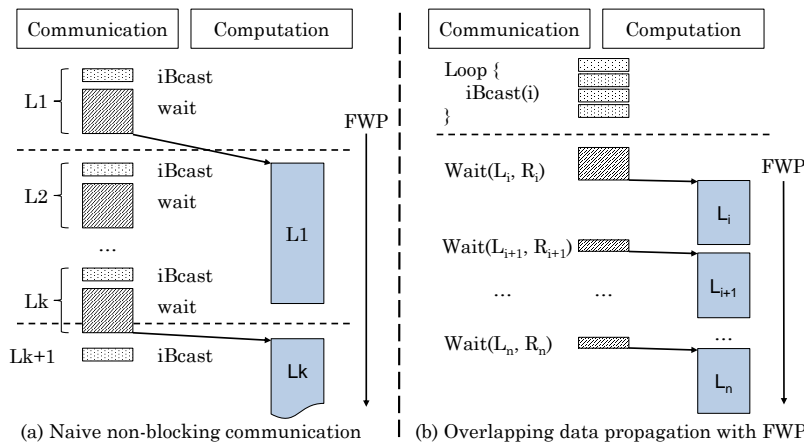 Communication
Computation
L1
iBcast
wait
FWP
L2
iBcast
wait
L1
...
Lk
iBcast
wait
Lk+1
iBcast
Lk
(a) Naive non-blocking communication
Communication
Computation
Loop {
iBcast(i)
}
Wait(Li, Ri)
FWP
Li
Wait(Li+1, Ri+1)
Li+1
... ...
...
Wait(Ln, Rn)
Ln
(b) Overlapping data propagation with FWP